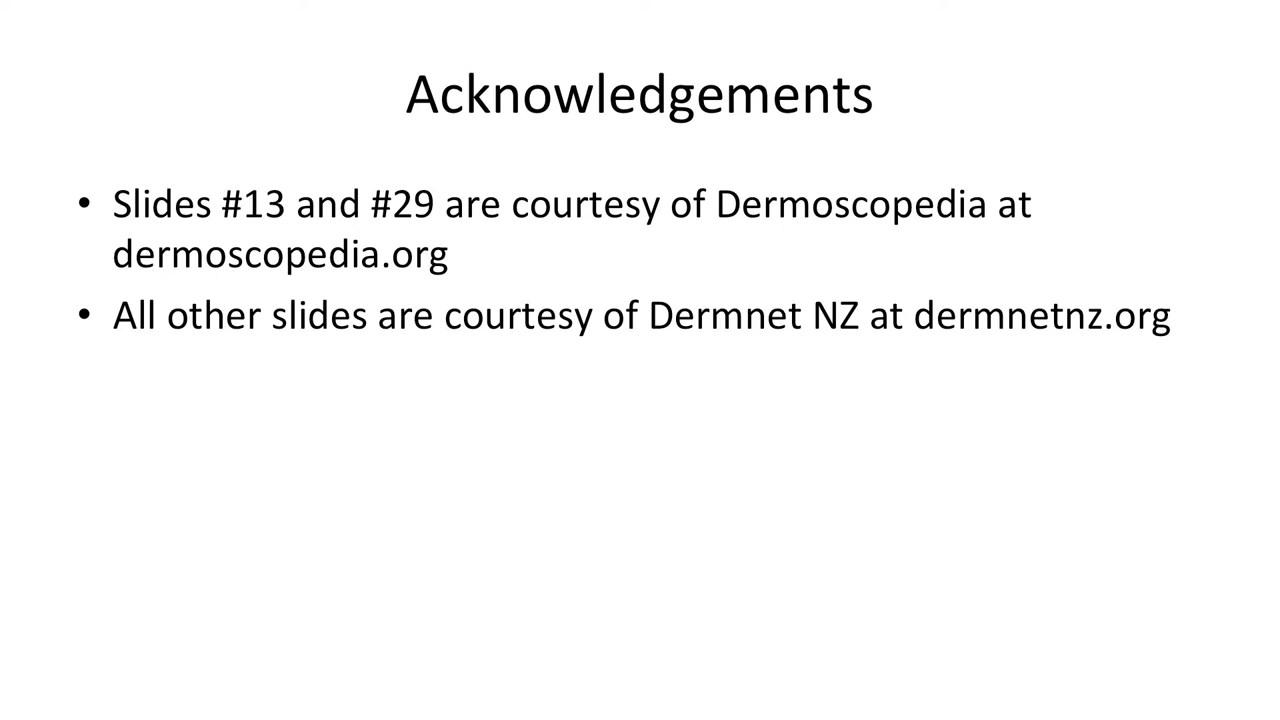 Acknowledgements
• Slides #13 and #29 are courtesy of Dermoscopedia at
dermoscopedia.org
• All other slides are courtesy of Dermnet NZ at dermnetnz.org